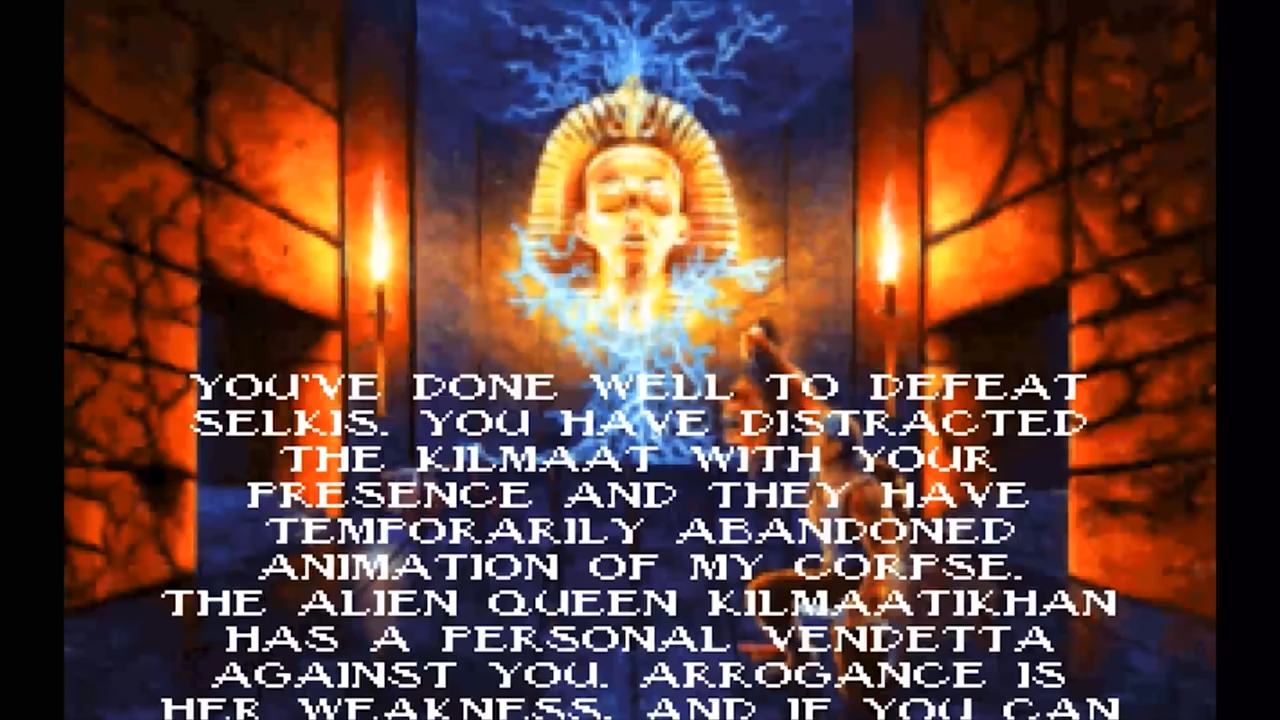 YOU'VE DONE WELL TO DEFEAT
SELKIS. YOU HAVE DISTRACTED
THE KILMAAT WITH YOUR
PRESENCE AND THEY HAVE
TEMPORARILY ABANDONED
ANIMATION OF MY CORPSE.
THE ALIEN QUEEN KILMAATIKHAN
HAS A PERSONAL VENDETTA
AGAINST YOU. ARROGANCE IS
HER WEAKNESS, AND IF YOU CAN